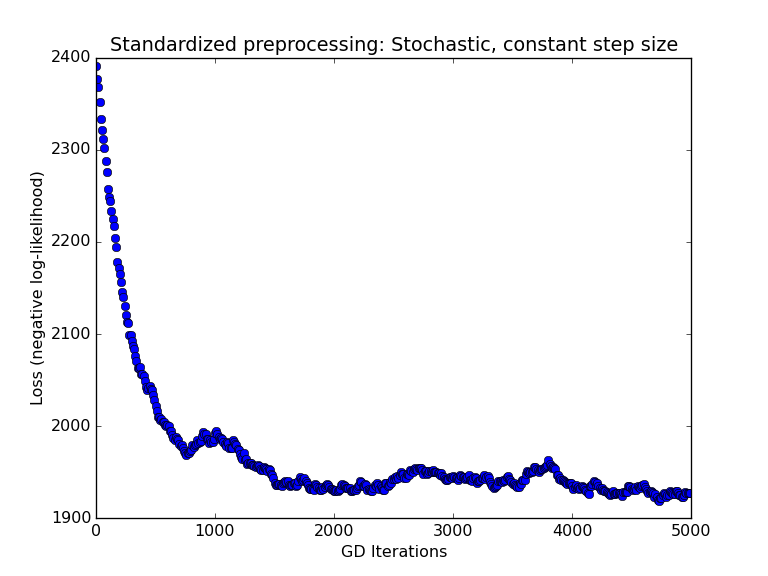 Standardized preprocessing: Stochastic, constant step size
2400
2300
2200
2100
2000
1900
Loss (negative log-likelihood)
0 1000 2000 3000 4000 5000
GD Iterations